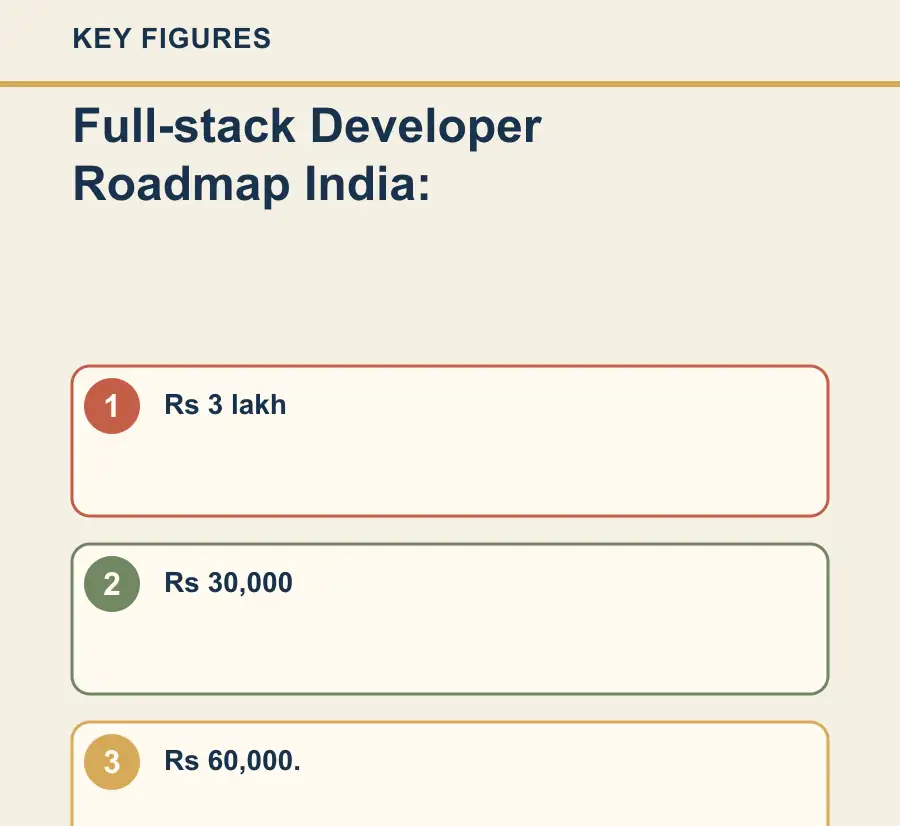 KEY FIGURES
Full-stack Developer
Roadmap India:
1 Rs 3 lakh
2 Rs 30,000
3 Rs 60,000.